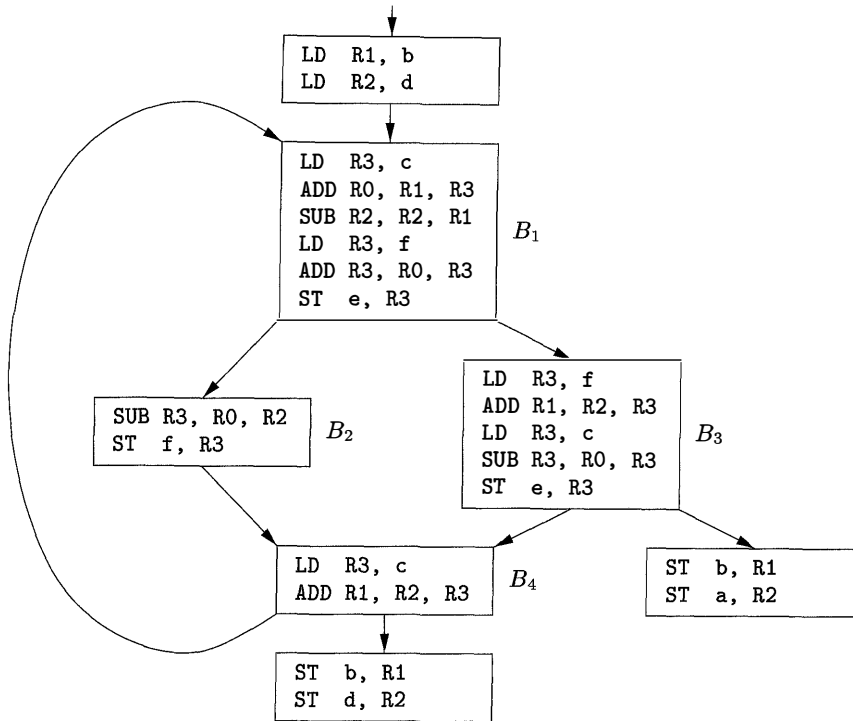 LD R1, b
LD R2, d
LD R3, c
ADD R0, R1, R3
SUB R2, R2, R1
LD R3, f
ADD R3, R0, R3
ST e, R3
B1
SUB R3, R0, R2
ST f, R3
B2
LD R3, f
ADD R1, R2, R3
LD R3, c
SUB R3, R0, R3
ST e, R3
B3
LD R3, c
ADD R1, R2, R3
B4
ST b, R1
ST a, R2
ST b, R1
ST d, R2